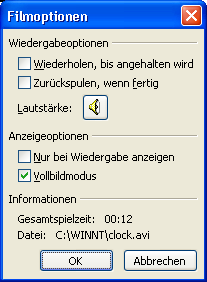 Filmoptionen
Wiedergabeoptionen
Wiederholen, bis angehalten wird
Zurückspulen, wenn fertig
Lautstärke:
Anzeigeoptionen
Nur bei Wiedergabe anzeigen
Vollbildmodus
Informationen
Gesamtspielzeit: 00:12
Datei: C:\WINNT\clock.avi
OK Abbrechen